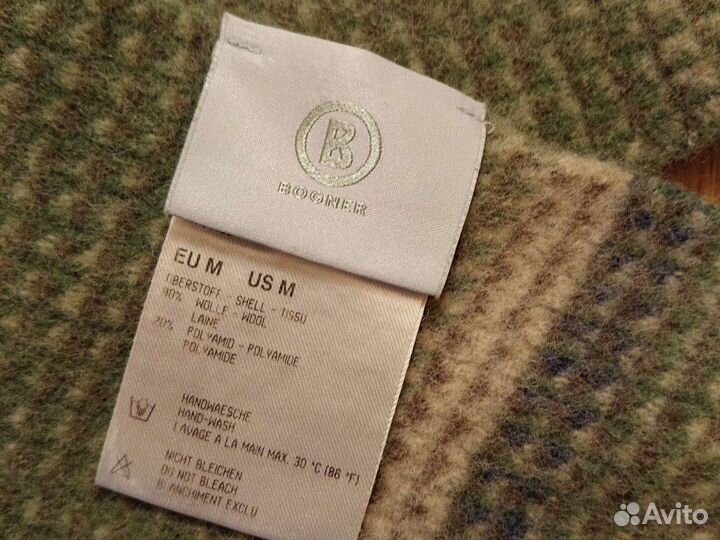 B
BOGNER
EU M US M
OBERSTOFF - SHELL - TISSU
80% WOLLE - WOOL
LAINE
20% POLYAMID - POLYAMIDE
POLYAMIDE
HANDWAESCHE
HAND-WASH
LAVAGE A LA MAIN MAX. 30 °C (86 °F)
NICHT BLEICHEN
DO NOT BLEACH
BLANCHIMENT EXCLU
Avito